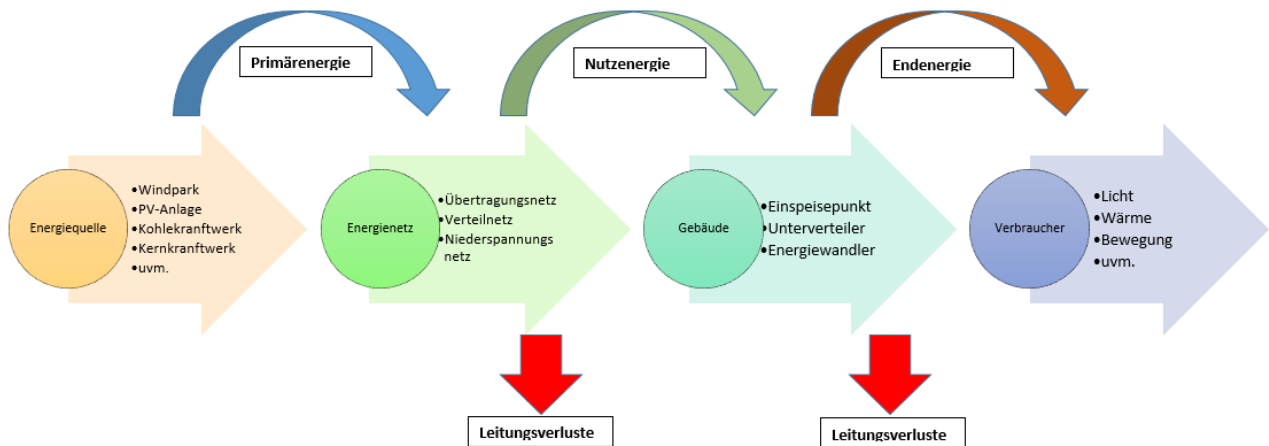 Primärenergie
Nutzenergie
Endenergie
Energiequelle
•Windpark
•PV-Anlage
•Kohlekraftwerk
•Kernkranftwerk
•uvm.
Energienetz
•Übertragungsnetz
•Verteilnetz
•Niederspannungs
netz
Gebäude
•Einspeisepunkt
•Unterverteiler
•Energiewandler
Verbraucher
•Licht
•Wärme
•Bewegung
•uvm.
Leitungsverluste
Leitungsverluste